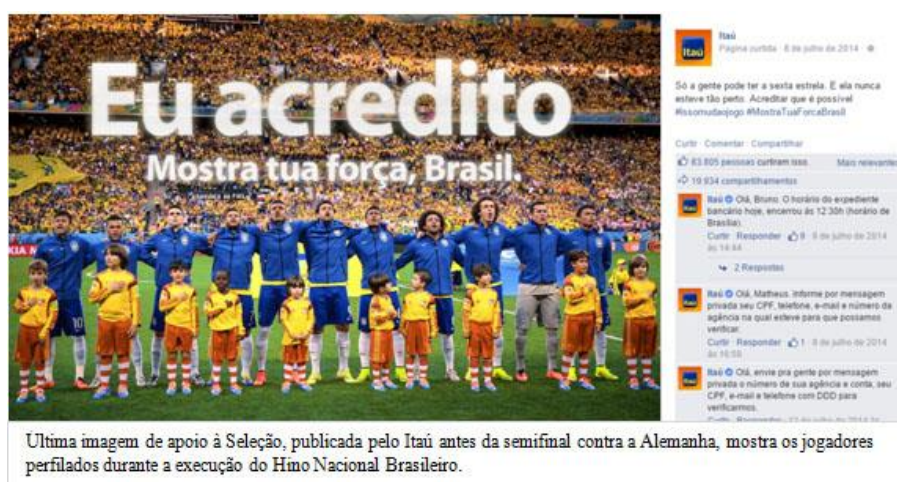 Eu acredito
Mostra tua força, Brasil.
KIA M
10
Itaú
Itaú
Página curtida · 8 de julho de 2014 ·
Só a gente pode ter a sexta estrela. E ela nunca
esteve tão perto. Acreditar que é possível
#issomudaojogo #MostraTuaForcaBrasil
Curtir · Comentar · Compartilhar
63.805 pessoas curtiram isso. Mais relevantes
19.934 compartilhamentos
Itaú Olá, Bruno. O horário do expediente
bancário hoje, encerrou às 12:30h (horário de
Brasília).
Curtir · Responder · 9 · 8 de julho de 2014
às 14:44
2 Respostas
Itaú Olá, Matheus. Informe por mensagem
privada seu CPF, telefone, e-mail e número da
agência na qual esteve para que possamos
verificar.
Curtir · Responder · 1 · 8 de julho de 2014
às 16:58
Itaú Olá, envie pra gente por mensagem
privada o número de sua agência e conta, seu
CPF, e-mail e telefone com DDD para
verificarmos.
Última imagem de apoio à Seleção, publicada pelo Itaú antes da semifinal contra a Alemanha, mostra os jogadores
perfilados durante a execução do Hino Nacional Brasileiro.